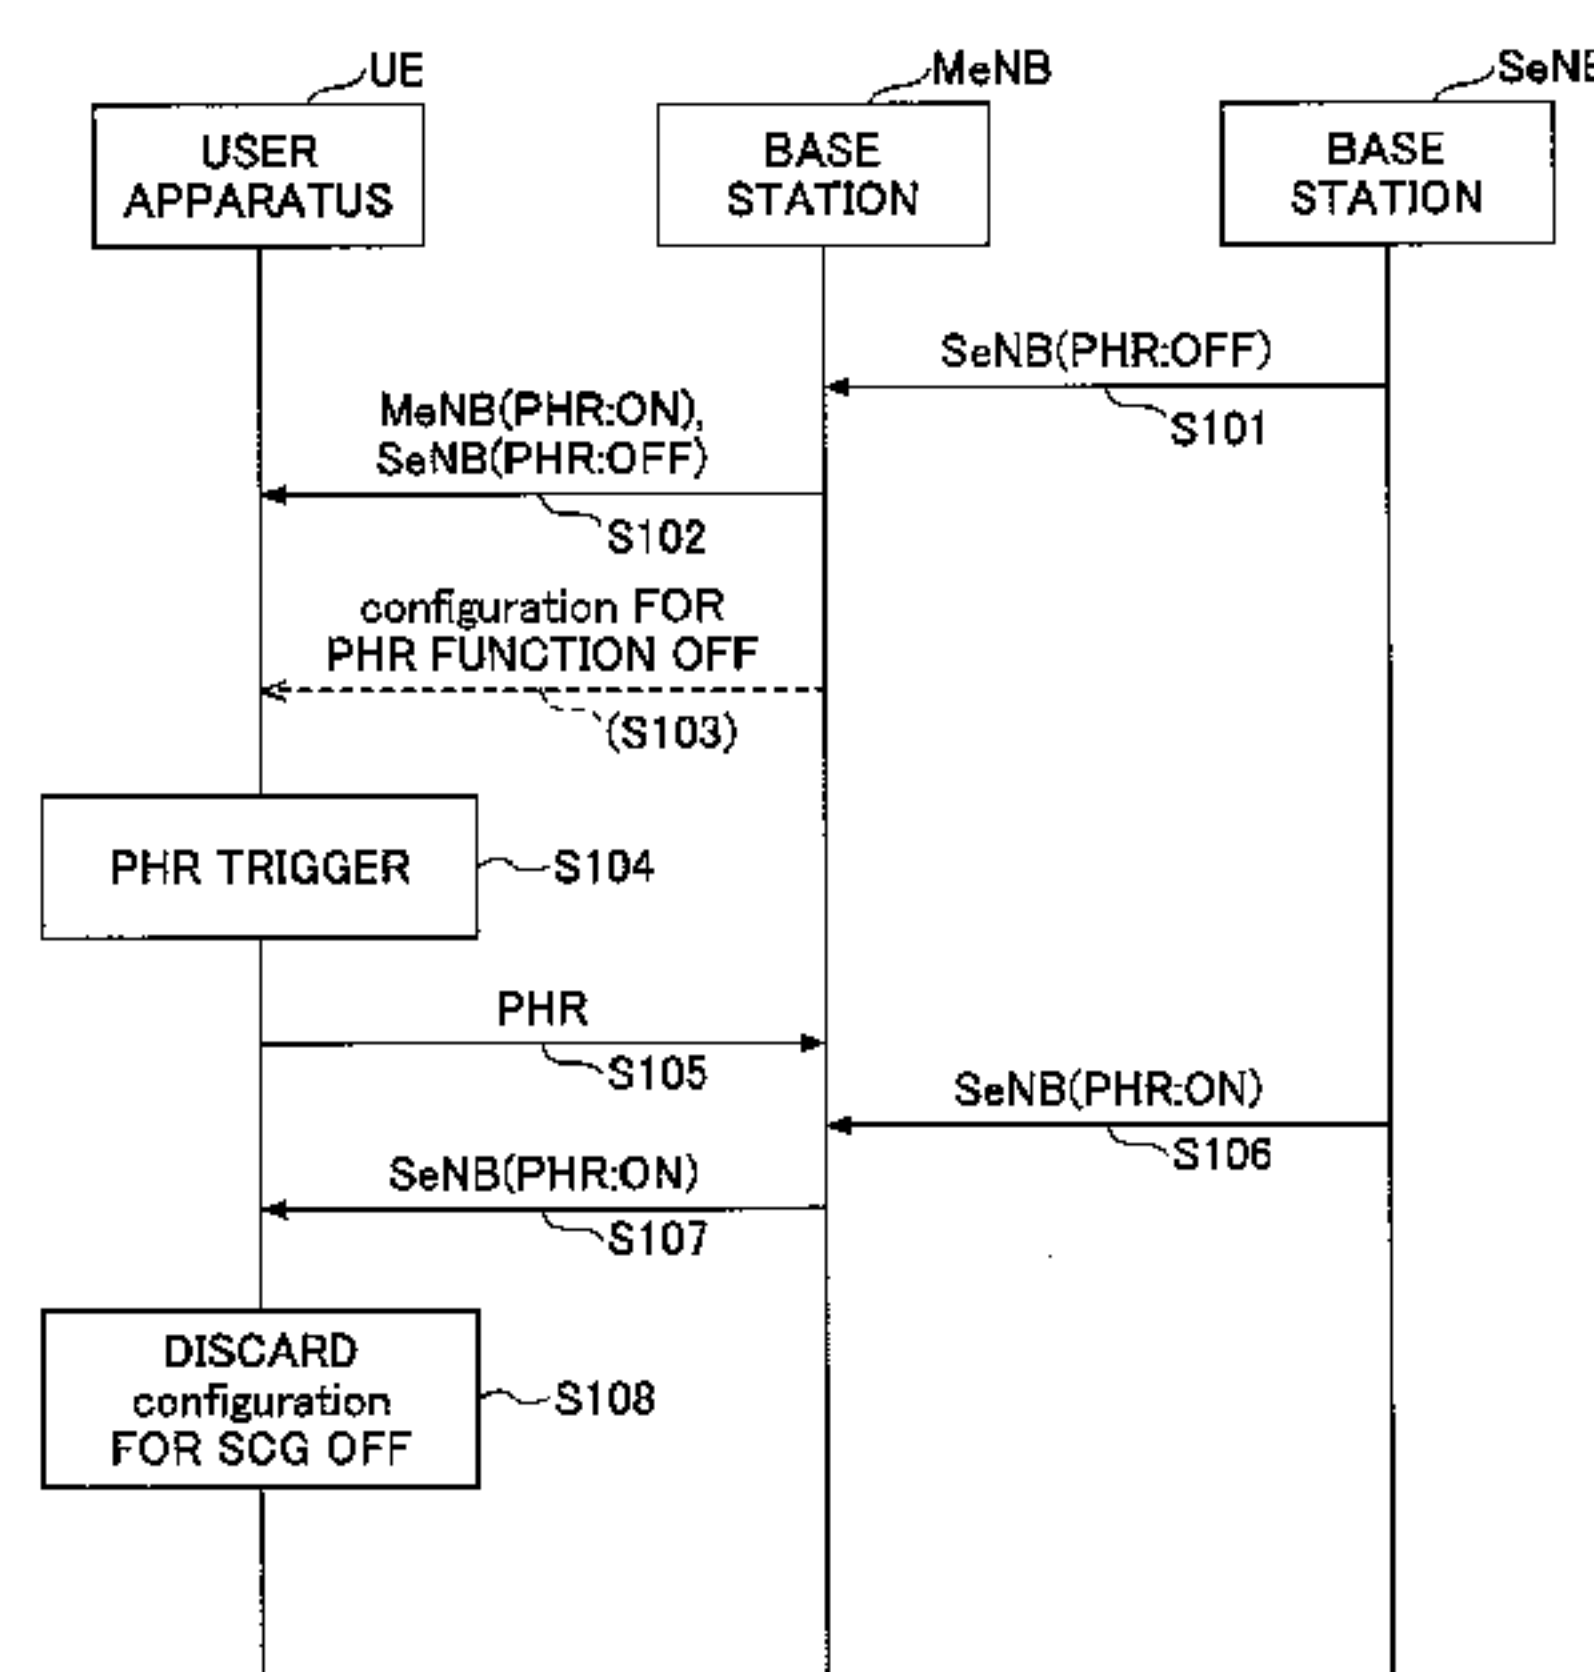 UE
MeNB
SeNB
USER
APPARATUS
BASE
STATION
BASE
STATION
SeNB(PHR:OFF)
S101
MeNB(PHR:ON),
SeNB(PHR:OFF)
S102
configuration FOR
PHR FUNCTION OFF
(S103)
PHR TRIGGER
S104
PHR
S105
SeNB(PHR:ON)
S106
SeNB(PHR:ON)
S107
DISCARD
configuration
FOR SCG OFF
S108